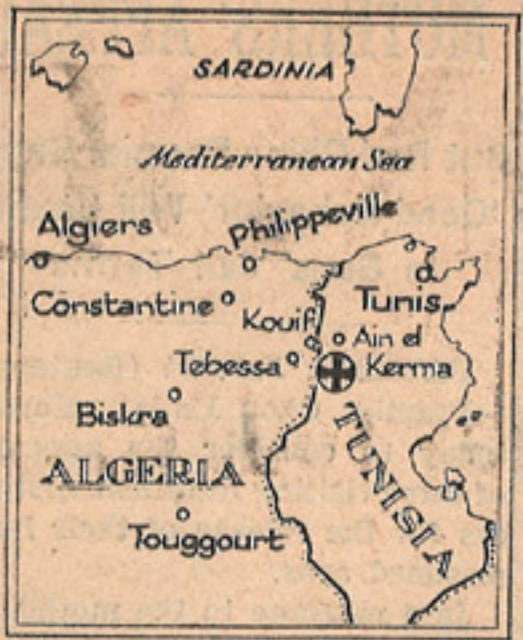 SARDINIA
Mediterranean Sea
Algiers
Philippeville
Constantine
Tunis
Kouif
Ain el
Tebessa
Kerma
Biskra
ALGERIA
TUNISIA
Touggourt